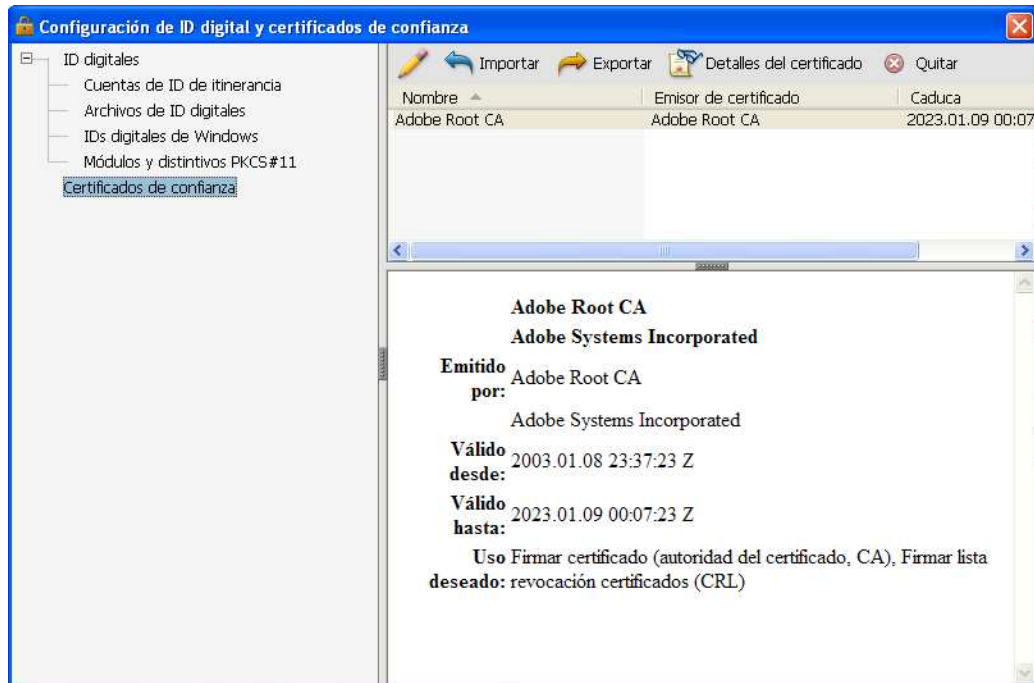 Configuración de ID digital y certificados de confianza
ID digitales
Cuentas de ID de itinerancia
Archivos de ID digitales
IDs digitales de Windows
Módulos y distintivos PKCS#11
Certificados de confianza
Importar Exportar Detalles del certificado Quitar
Nombre Emisor de certificado Caduca
Adobe Root CA Adobe Root CA 2023.01.09 00:07
Adobe Root CA
Adobe Systems Incorporated
Emitido por: Adobe Root CA
Adobe Systems Incorporated
Válido desde: 2003.01.08 23:37:23 Z
Válido hasta: 2023.01.09 00:07:23 Z
Uso Firmar certificado (autoridad del certificado, CA), Firmar lista
deseado: revocación certificados (CRL)